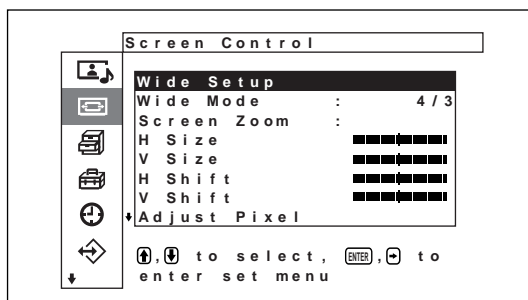 Screen Control
Wide Setup
Wide Mode : 4/3
Screen Zoom :
H Size
V Size
H Shift
V Shift
Adjust Pixel
, to select, ENTER, to
enter set menu